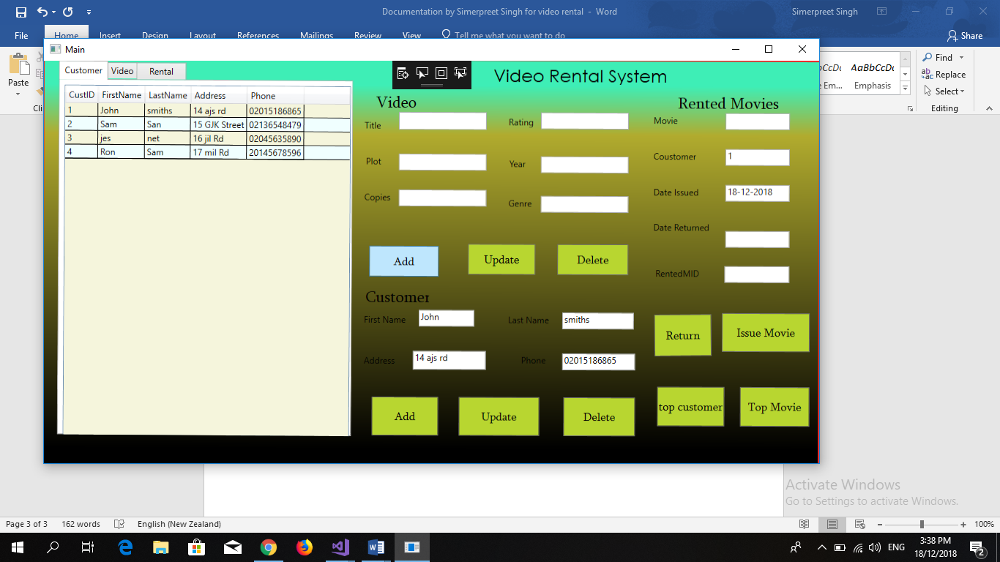 Documentation by Simerpreet Singh for video rental - Word
Simerpreet Singh
File Home Insert Design Layout References Mailings Review View Tell me what you want to do
Share
Paste
Main
Customer Video Rental
CustID FirstName LastName Address Phone
1 John smiths 14 ajs rd 02015186865
2 Sam San 15 GJK Street 02136548479
3 jes net 16 jil Rd 02045635890
4 Ron Sam 17 mil Rd 20145678596
Video Rental System
Video
Title
Rating
Plot
Year
Copies
Genre
Add Update Delete
Customer
First Name John
Last Name smiths
Address 14 ajs rd
Phone 02015186865
Add Update Delete
Rented Movies
Movie
Coustomer 1
Date Issued 18-12-2018
Date Returned
RentedMID
Return Issue Movie
top customer Top Movie
AaBbCcDc
Emphasis
Find
Replace
Select
Editing
Activate Windows
Go to Settings to activate Windows.
Page 3 of 3 162 words English (New Zealand)
100%
ENG
3:38 PM
18/12/2018
2